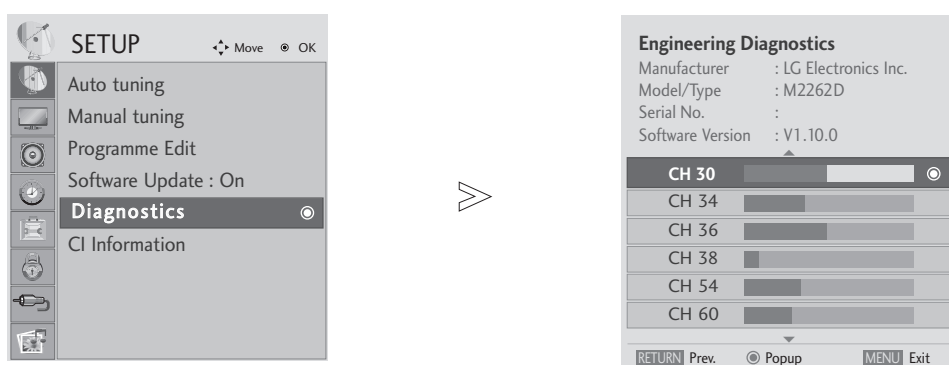 SETUP
Move OK
Auto tuning
Manual tuning
Programme Edit
Software Update : On
Diagnostics
CI Information
Engineering Diagnostics
Manufacturer : LG Electronics Inc.
Model/Type : M2262D
Serial No. :
Software Version : V1.10.0
CH 30
CH 34
CH 36
CH 38
CH 54
CH 60
RETURN Prev. Popup MENU Exit